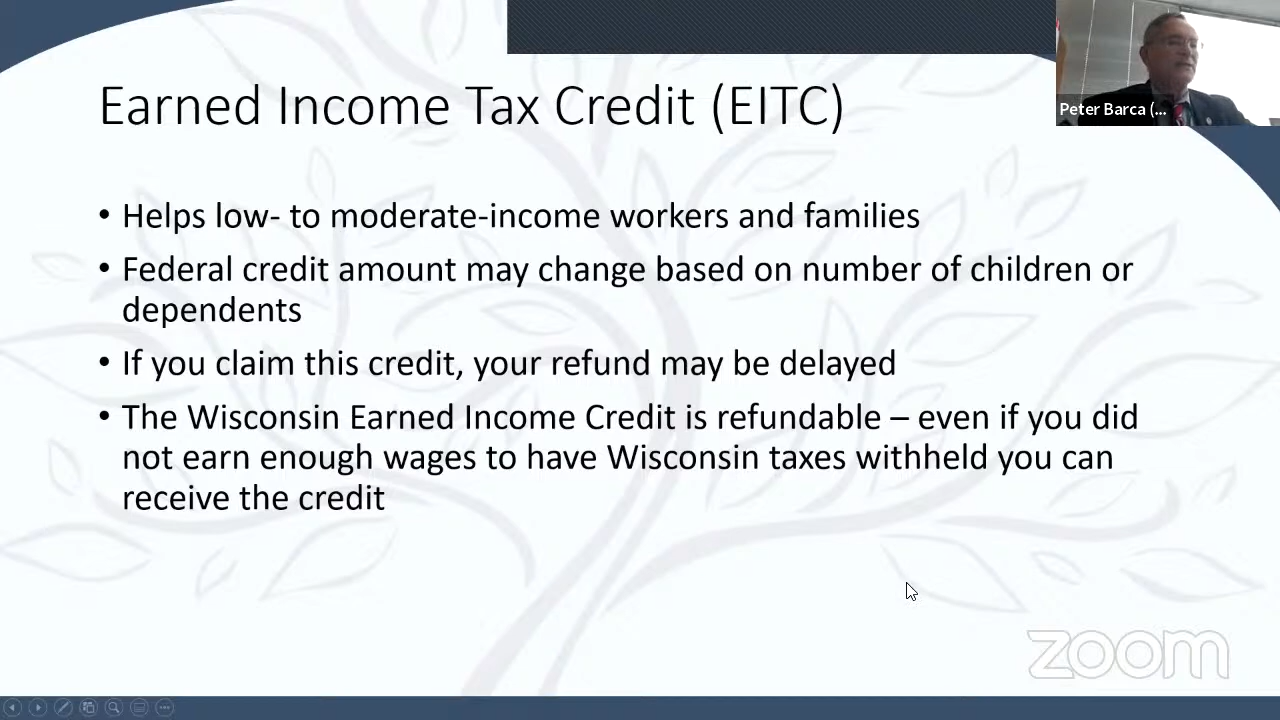 Earned Income Tax Credit (EITC)
Peter Barca (...
• Helps low- to moderate-income workers and families
• Federal credit amount may change based on number of children or
dependents
• If you claim this credit, your refund may be delayed
• The Wisconsin Earned Income Credit is refundable – even if you did
not earn enough wages to have Wisconsin taxes withheld you can
receive the credit
zoom